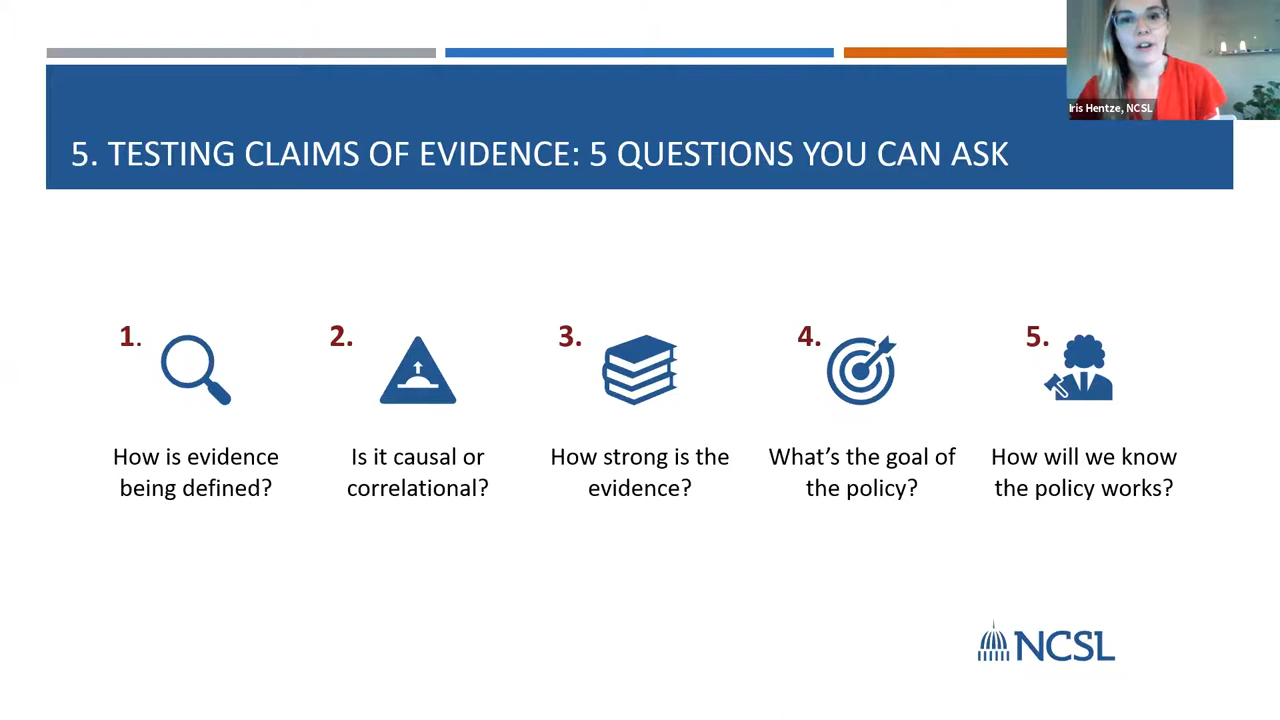 Iris Hentze, NCSL
5. TESTING CLAIMS OF EVIDENCE: 5 QUESTIONS YOU CAN ASK
1.
How is evidence
being defined?
2.
Is it causal or
correlational?
3.
How strong is the
evidence?
4.
What’s the goal of
the policy?
5.
How will we know
the policy works?
NCSL